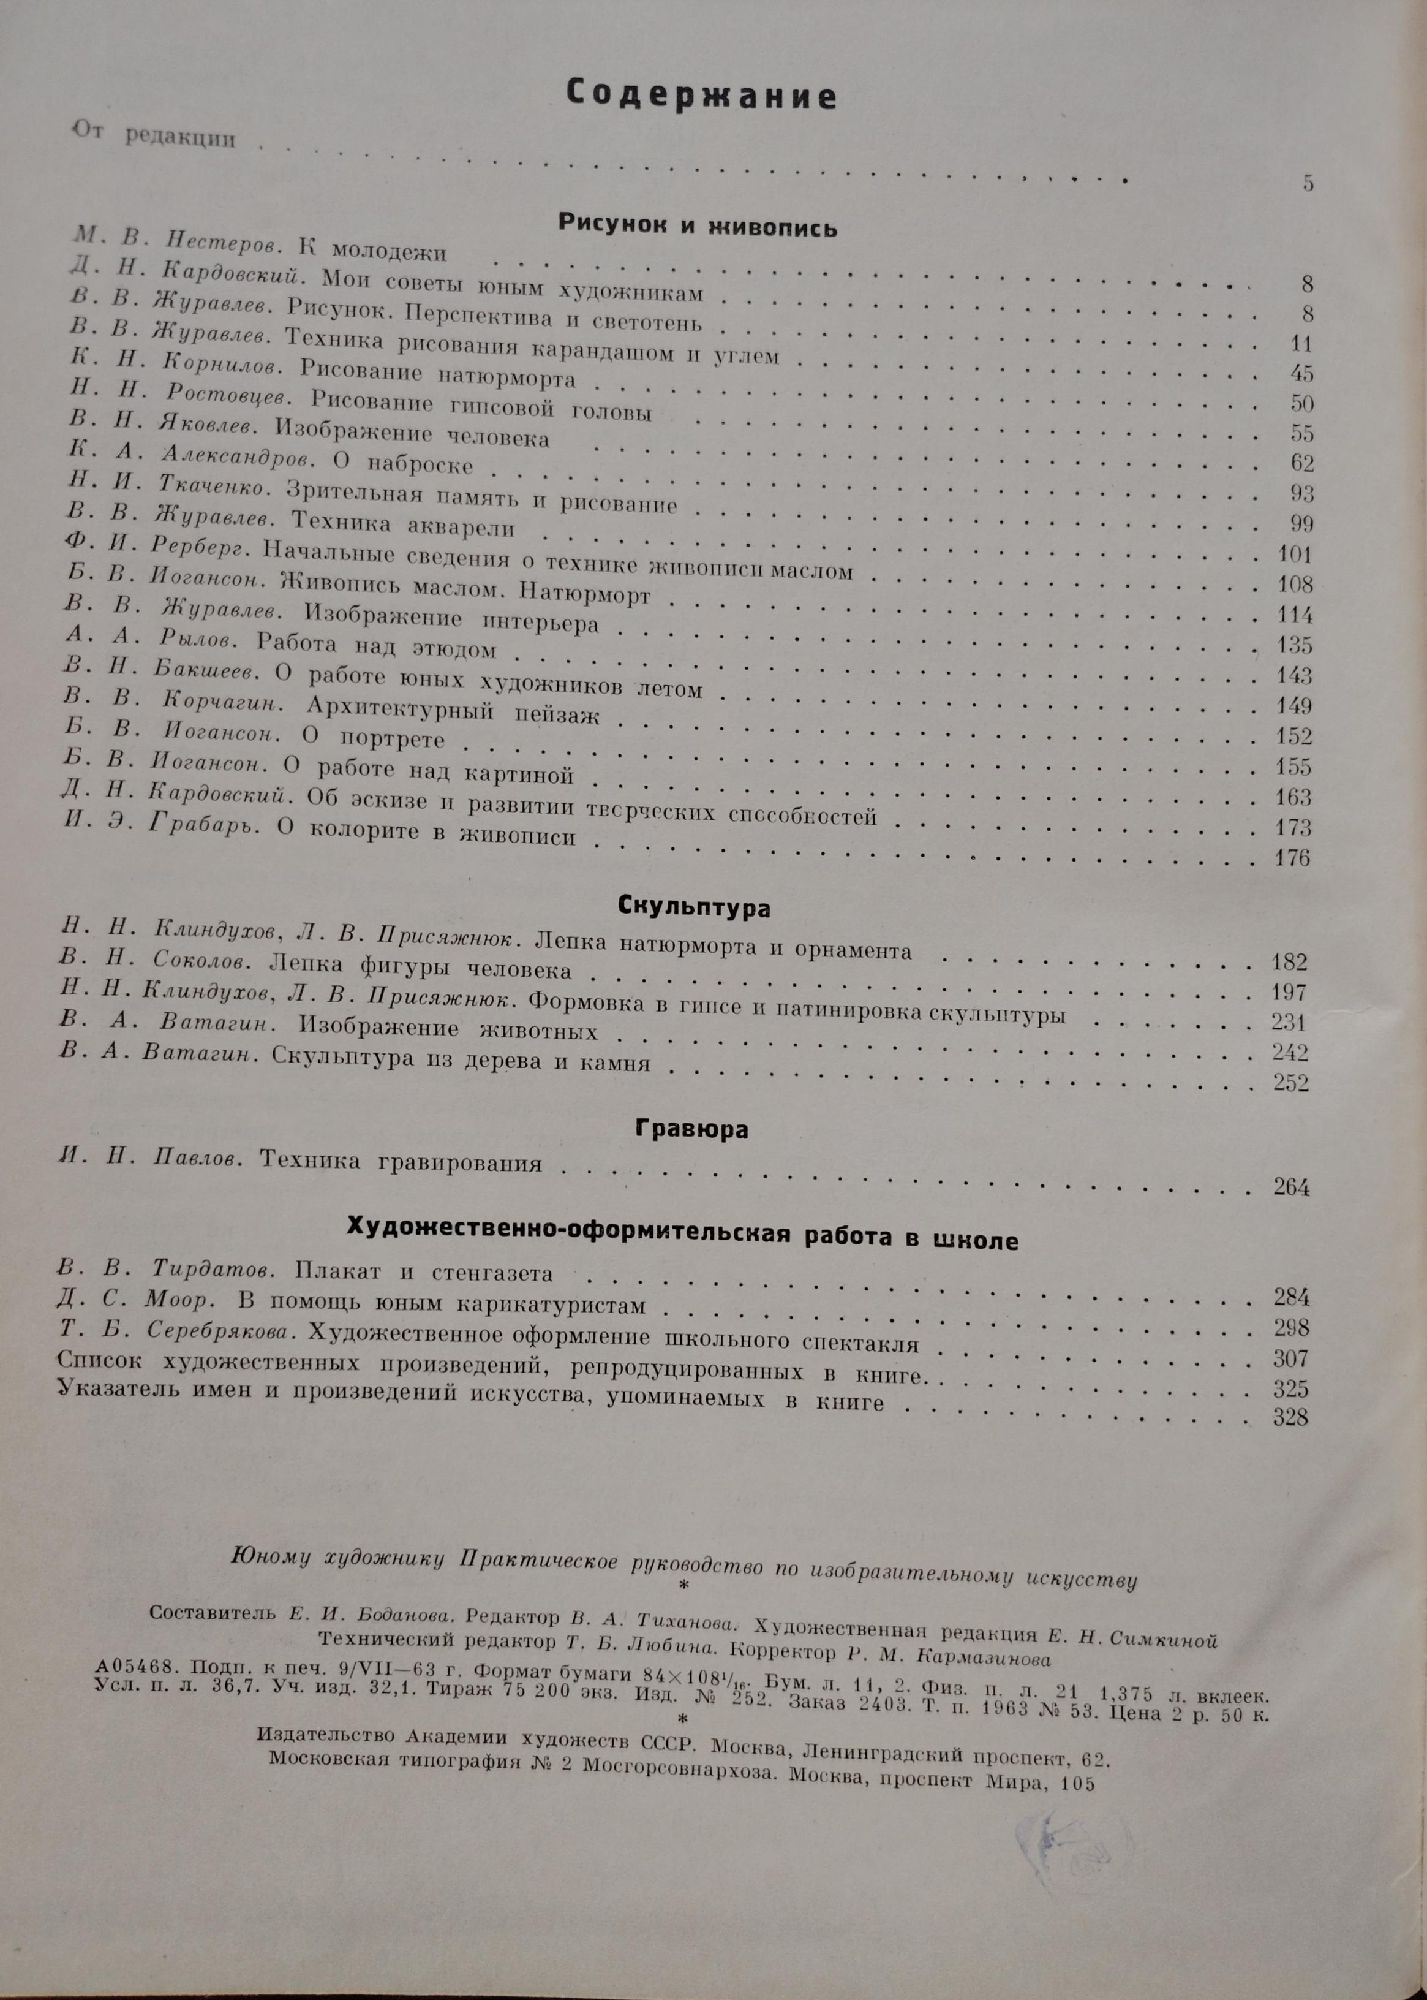 Содержание
От редакции . . . . . . . . . . 5
Рисунок и живопись
М. В. Нестеров. К молодежи . . . . . . . . . . 8
Д. Н. Кардовский. Мои советы юным художникам . . . . . . . . . . 8
В. В. Журавлев. Рисунок. Перспектива и светотень . . . . . . . . . . 11
В. В. Журавлев. Техника рисования карандашом и углем . . . . . . . . . . 45
К. Н. Корнилов. Рисование натюрморта . . . . . . . . . . 50
Н. Н. Ростовцев. Рисование гипсовой головы . . . . . . . . . . 55
В. Н. Яковлев. Изображение человека . . . . . . . . . . 62
К. А. Александров. О наброске . . . . . . . . . . 93
Н. И. Ткаченко. Зрительная память и рисование . . . . . . . . . . 99
В. В. Журавлев. Техника акварели . . . . . . . . . . 101
Ф. И. Рерберг. Начальные сведения о технике живописи маслом . . . . . . . . . . 108
Б. В. Иогансон. Живопись маслом. Натюрморт . . . . . . . . . . 114
В. В. Журавлев. Изображение интерьера . . . . . . . . . . 135
А. А. Рылов. Работа над этюдом . . . . . . . . . . 143
В. Н. Бакшеев. О работе юных художников летом . . . . . . . . . . 149
В. В. Корчагин. Архитектурный пейзаж . . . . . . . . . . 152
Б. В. Иогансон. О портрете . . . . . . . . . . 155
Б. В. Иогансон. О работе над картиной . . . . . . . . . . 163
Д. Н. Кардовский. Об эскизе и развитии творческих способностей . . . . . . . . . . 173
И. Э. Грабарь. О колорите в живописи . . . . . . . . . . 176
Скульптура
Н. Н. Клиндухов, Л. В. Присяжнюк. Лепка натюрморта и орнамента . . . . . . . . . . 182
В. Н. Соколов. Лепка фигуры человека . . . . . . . . . . 197
Н. Н. Клиндухов, Л. В. Присяжнюк. Формовка в гипсе и патинировка скульптуры . . . . . . . 231
В. А. Ватагин. Изображение животных . . . . . . . . . . 242
В. А. Ватагин. Скульптура из дерева и камня . . . . . . . . . . 252
Гравюра
И. Н. Павлов. Техника гравирования . . . . . . . . . . 264
Художественно-оформительская работа в школе
В. В. Тирдатов. Плакат и стенгазета . . . . . . . . . . 284
Д. С. Моор. В помощь юным карикатуристам . . . . . . . . . . 298
Т. Б. Серебрякова. Художественное оформление школьного спектакля . . . . . . . . . . 307
Список художественных произведений, репродуцированных в книге. . . . . . . . . . . 325
Указатель имен и произведений искусства, упоминаемых в книге . . . . . . . . . . 328
Юному художнику Практическое руководство по изобразительному искусству
*
Составитель Е. И. Боданова. Редактор В. А. Тиханова. Художественная редакция Е. Н. Симкиной
Технический редактор Т. Б. Любина. Корректор Р. М. Кармазинова
А05468. Подп. к печ. 9/VII—63 г. Формат бумаги 84×108¹/₁₆. Бум. л. 11, 2. Физ. п. л. 21 1,375 л. вклеек.
Усл. п. л. 36,7. Уч. изд. 32,1. Тираж 75 200 экз. Изд. № 252. Заказ 2403. Т. п. 1963 № 53. Цена 2 р. 50 к.
*
Издательство Академии художеств СССР. Москва, Ленинградский проспект, 62.
Московская типография № 2 Мосгорсовнархоза. Москва, проспект Мира, 105